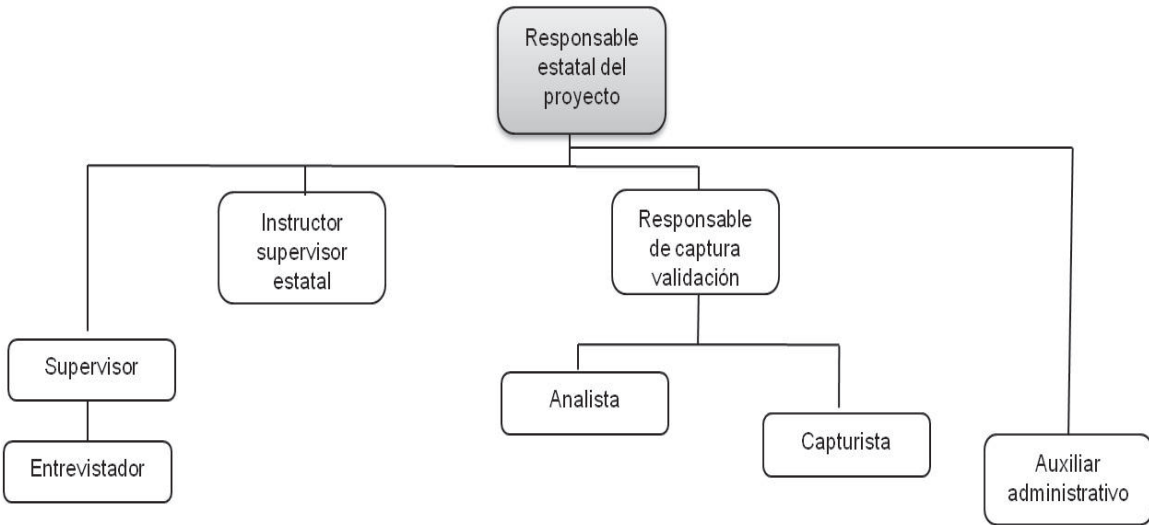 Responsable
estatal del
proyecto
Instructor
supervisor
estatal
Responsable
de captura
validación
Supervisor
Analista
Capturista
Entrevistador
Auxiliar
administrativo